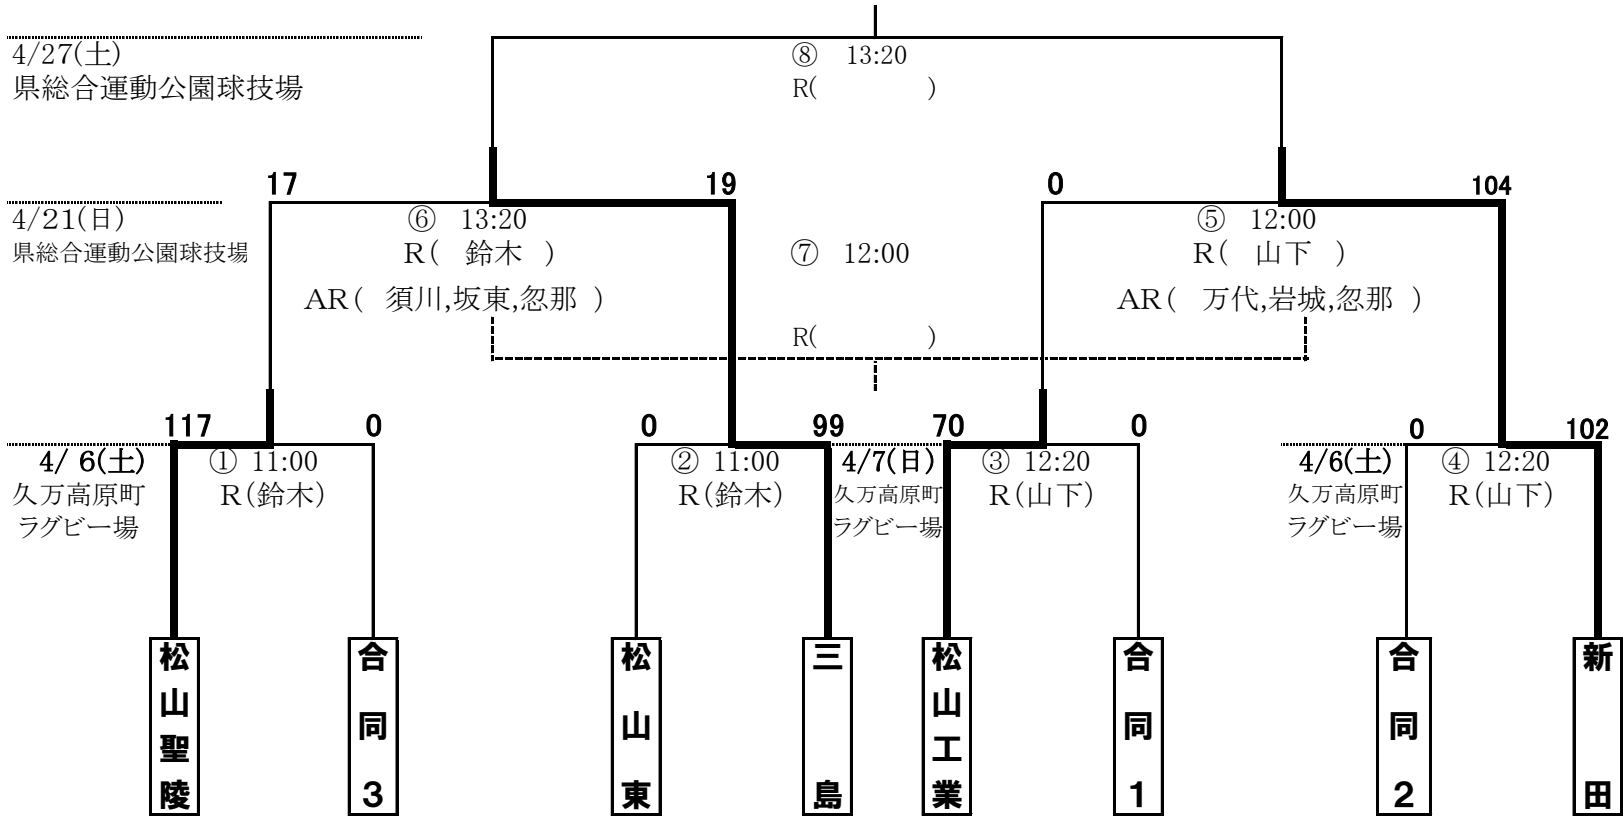 4/27(土)
県総合運動公園球技場
⑧ 13:20
R( )
17
19
0
104
4/21(日)
県総合運動公園球技場
⑥ 13:20
R( 鈴木 )
AR( 須川,坂東,忽那 )
⑦ 12:00
R( )
⑤ 12:00
R( 山下 )
AR( 万代,岩城,忽那 )
117
0
0
99
70
0
0
102
4/ 6(土)
久万高原町
ラグビー場
① 11:00
R(鈴木)
② 11:00
R(鈴木)
4/7(日)
久万高原町
ラグビー場
③ 12:20
R(山下)
4/6(土)
久万高原町
ラグビー場
④ 12:20
R(山下)
松山聖陵
合同3
松山東
三島
松山工業
合同1
合同2
新田